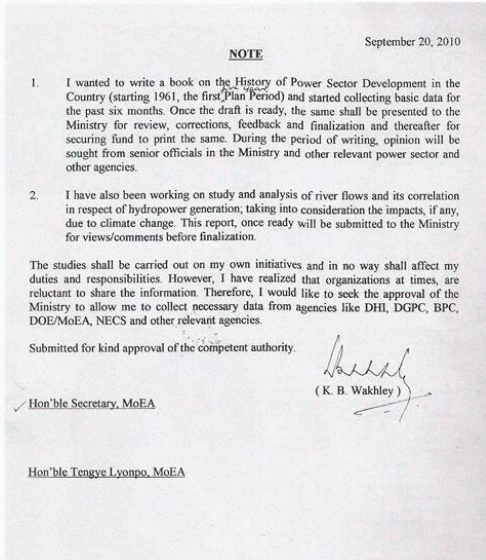 September 20, 2010
NOTE
1. I wanted to write a book on the History of Power Sector Development in the
five year
Country (starting 1961, the first Plan Period) and started collecting basic data for
the past six months. Once the draft is ready, the same shall be presented to the
Ministry for review, corrections, feedback and finalization and thereafter for
securing fund to print the same. During the period of writing, opinion will be
sought from senior officials in the Ministry and other relevant power sector and
other agencies.
2. I have also been working on study and analysis of river flows and its correlation
in respect of hydropower generation; taking into consideration the impacts, if any,
due to climate change. This report, once ready will be submitted to the Ministry
for views/comments before finalization.
The studies shall be carried out on my own initiatives and in no way shall affect my
duties and responsibilities. However, I have realized that organizations at times, are
reluctant to share the information. Therefore, I would like to seek the approval of the
Ministry to allow me to collect necessary data from agencies like DHI, DGPC, BPC,
DOE/MoEA, NECS and other relevant agencies.
Submitted for kind approval of the competent authority.
( K. B. Wakhley )
Hon'ble Secretary, MoEA
Hon'ble Tengye Lyonpo, MoEA